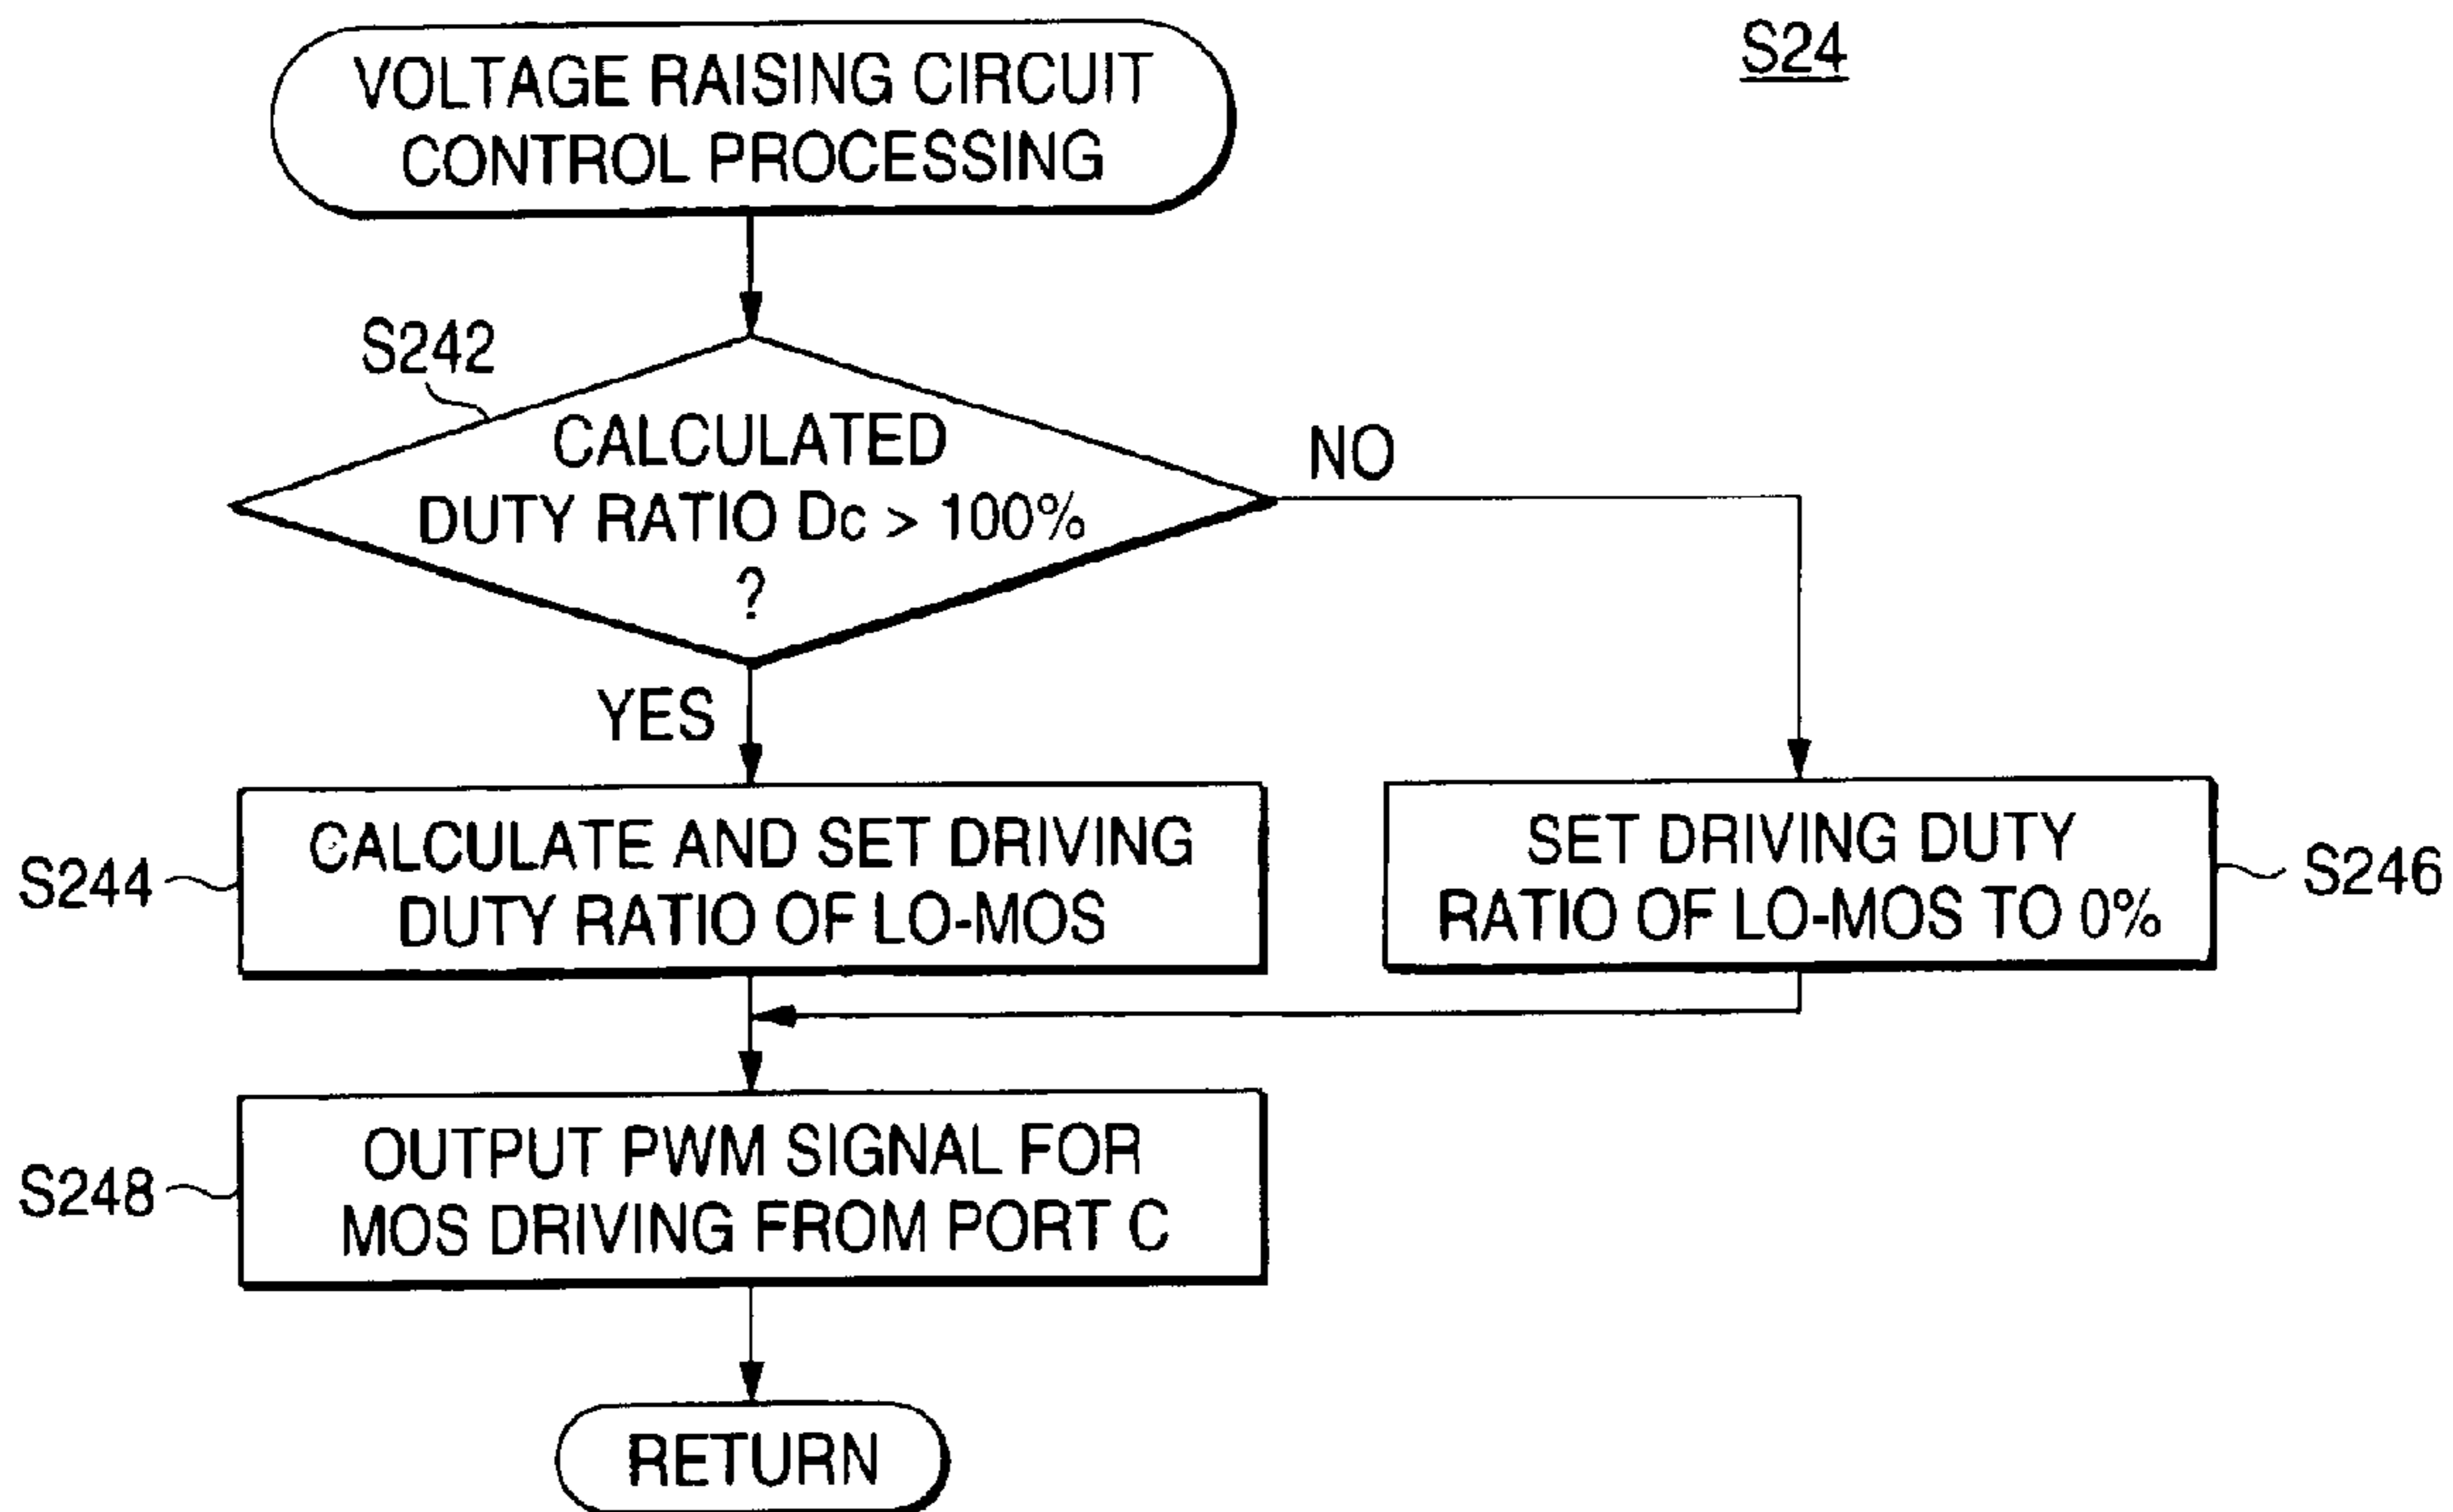 S24
VOLTAGE RAISING CIRCUIT
CONTROL PROCESSING
S242
CALCULATED
DUTY RATIO Dc > 100%
?
NO
YES
S244
CALCULATE AND SET DRIVING
DUTY RATIO OF LO-MOS
SET DRIVING DUTY
RATIO OF LO-MOS TO 0%
S246
S248
OUTPUT PWM SIGNAL FOR
MOS DRIVING FROM PORT C
RETURN